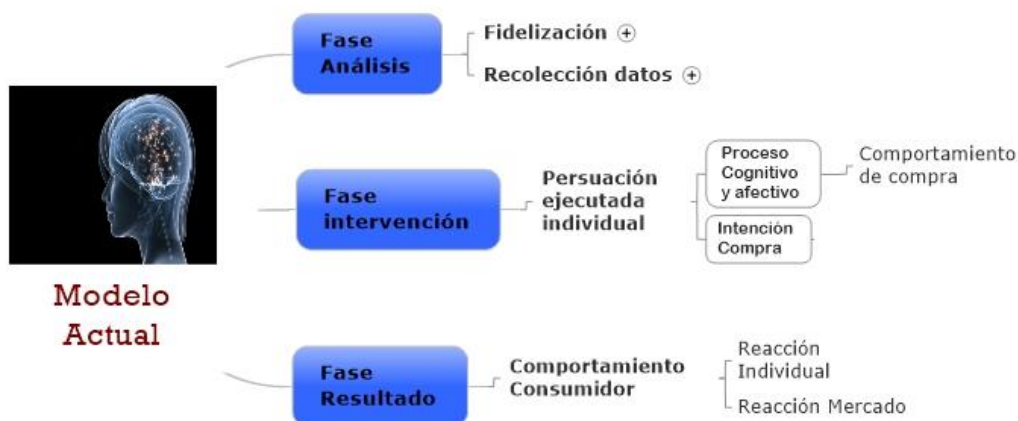 Fase
Análisis
Fidelización
Recolección datos
Modelo
Actual
Fase
intervención
Persuación
ejecutada
individual
Proceso
Cognitivo
y afectivo
Comportamiento
de compra
Intención
Compra
Fase
Resultado
Comportamiento
Consumidor
Reacción
Individual
Reacción Mercado